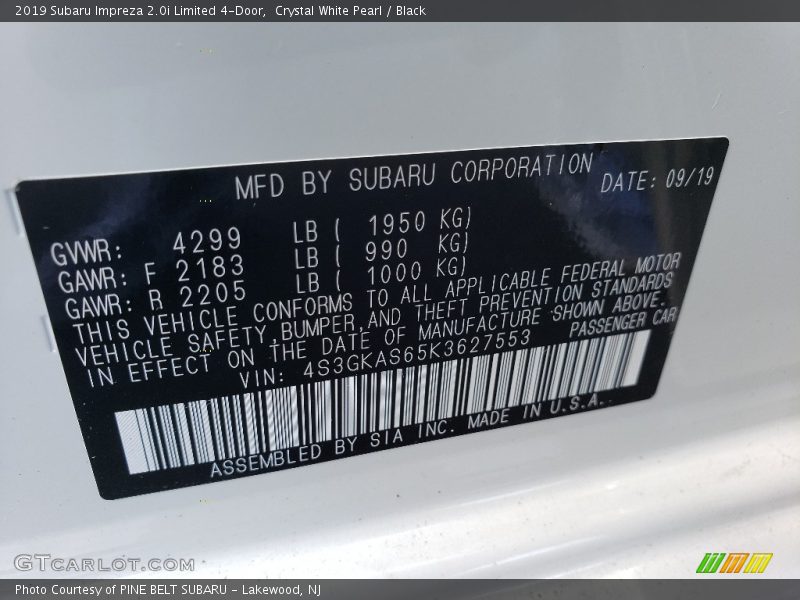 2019 Subaru Impreza 2.0i Limited 4-Door, Crystal White Pearl / Black
MFD BY SUBARU CORPORATION DATE: 09/19
GVWR: 4299 LB ( 1950 KG)
GAWR: F 2183 LB ( 990 KG)
GAWR: R 2205 LB ( 1000 KG)
THIS VEHICLE CONFORMS TO ALL APPLICABLE FEDERAL MOTOR
VEHICLE SAFETY,BUMPER,AND THEFT PREVENTION STANDARDS
IN EFFECT ON THE DATE OF MANUFACTURE SHOWN ABOVE.
VIN: 4S3GKAS65K3627553 PASSENGER CAR
ASSEMBLED BY SIA INC. MADE IN U.S.A.
GTCARLOT.COM
Photo Courtesy of PINE BELT SUBARU - Lakewood, NJ